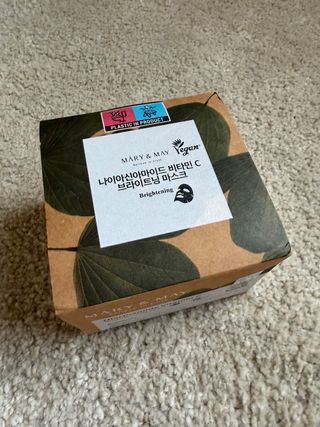 PLASTIC IN PRODUCT
MARY & MAY
Vegan
나이아신아마이드 비타민 C
브라이트닝 마스크
Brightening
MARY & MAY